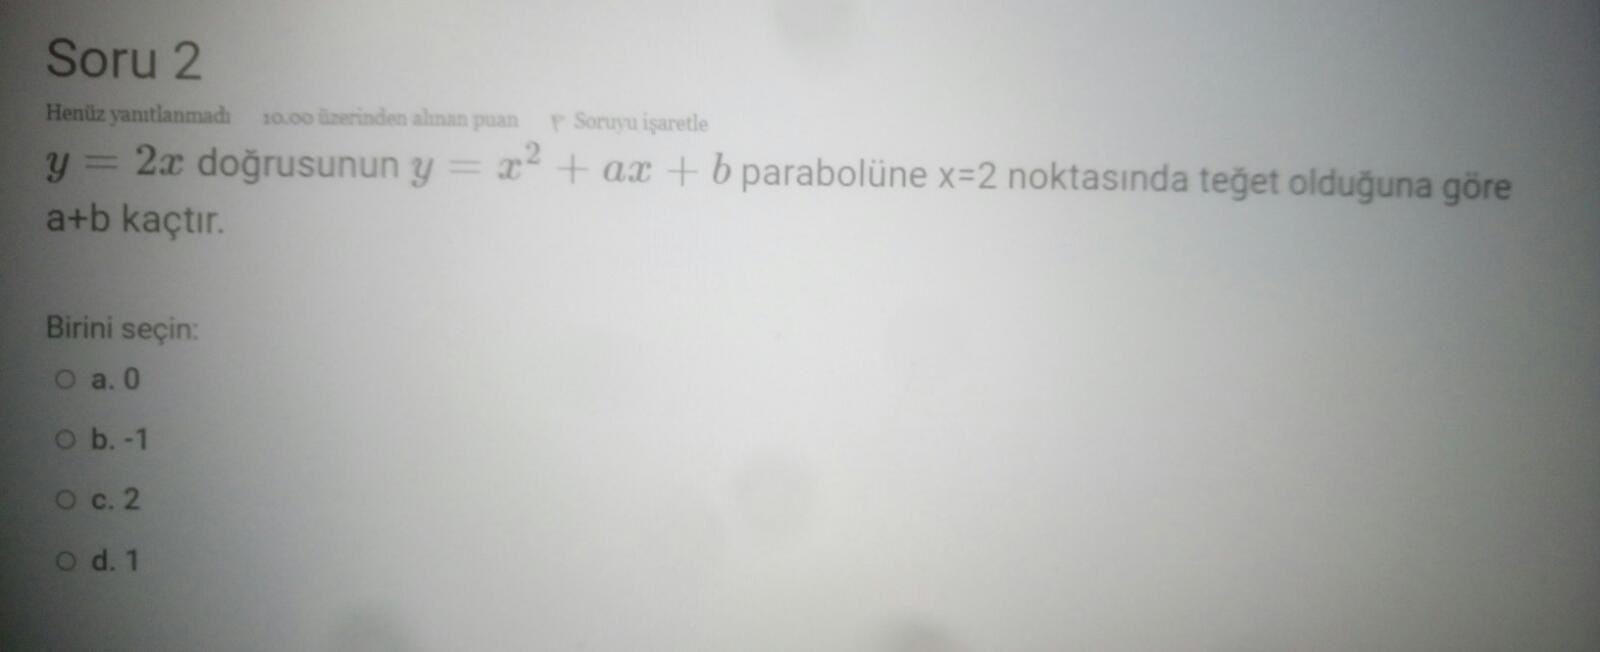 Soru 2
Henüz yanıtlanmadı 10.00 üzerinden alınan puan Soruyu işaretle
y = 2x doğrusunun y = x² + ax + b parabolüne x=2 noktasında teğet olduğuna göre
a+b kaçtır.
Birini seçin:
a. 0
b. -1
c. 2
d. 1